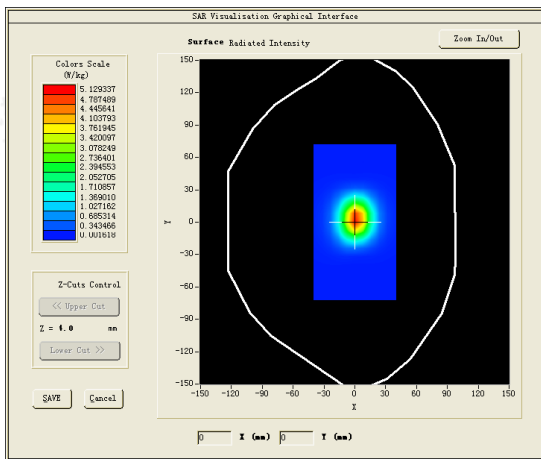 SAR Visualisation Graphical Interface
Surface Radiated Intensity
Zoom In/Out
Colors Scale
(W/kg)
5.129337
4.787489
4.445641
4.103793
3.761945
3.420097
3.078249
2.736401
2.394553
2.052705
1.710857
1.369010
1.027162
0.685314
0.343466
0.001618
Z-Cuts Control
<< Upper Cut
Z = 4.0 mm
Lower Cut >>
SAVE Cancel
150
120
90
60
30
0
-30
-60
-90
-120
-150
Y
-150 -120 -90 -60 -30 0 30 60 90 120 150
X
0 X (mm) 0 Y (mm)